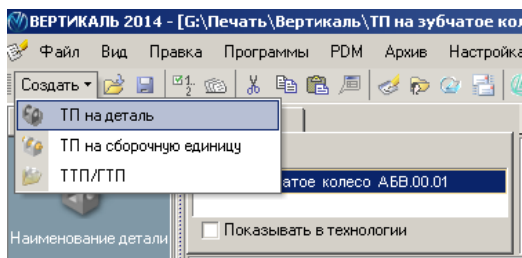 ВЕРТИКАЛЬ 2014 - [G:\Печать\Вертикаль\ТП на зубчатое кол
Файл Вид Правка Программы PDM Архив Настройка
Создать
ТП на деталь
ТП на сборочную единицу
ТТП/ГТП
атое колесо АБВ.00.01
Наименование детали
Показывать в технологии